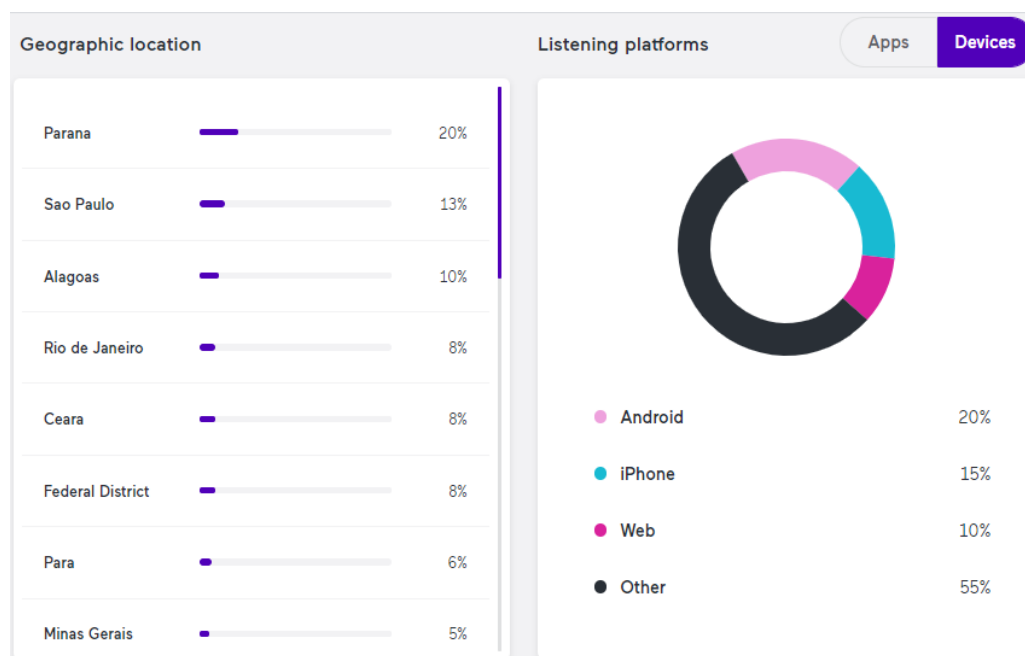 Geographic location
Parana 20%
Sao Paulo 13%
Alagoas 10%
Rio de Janeiro 8%
Ceara 8%
Federal District 8%
Para 6%
Minas Gerais 5%
Listening platforms
Apps Devices
Android 20%
iPhone 15%
Web 10%
Other 55%